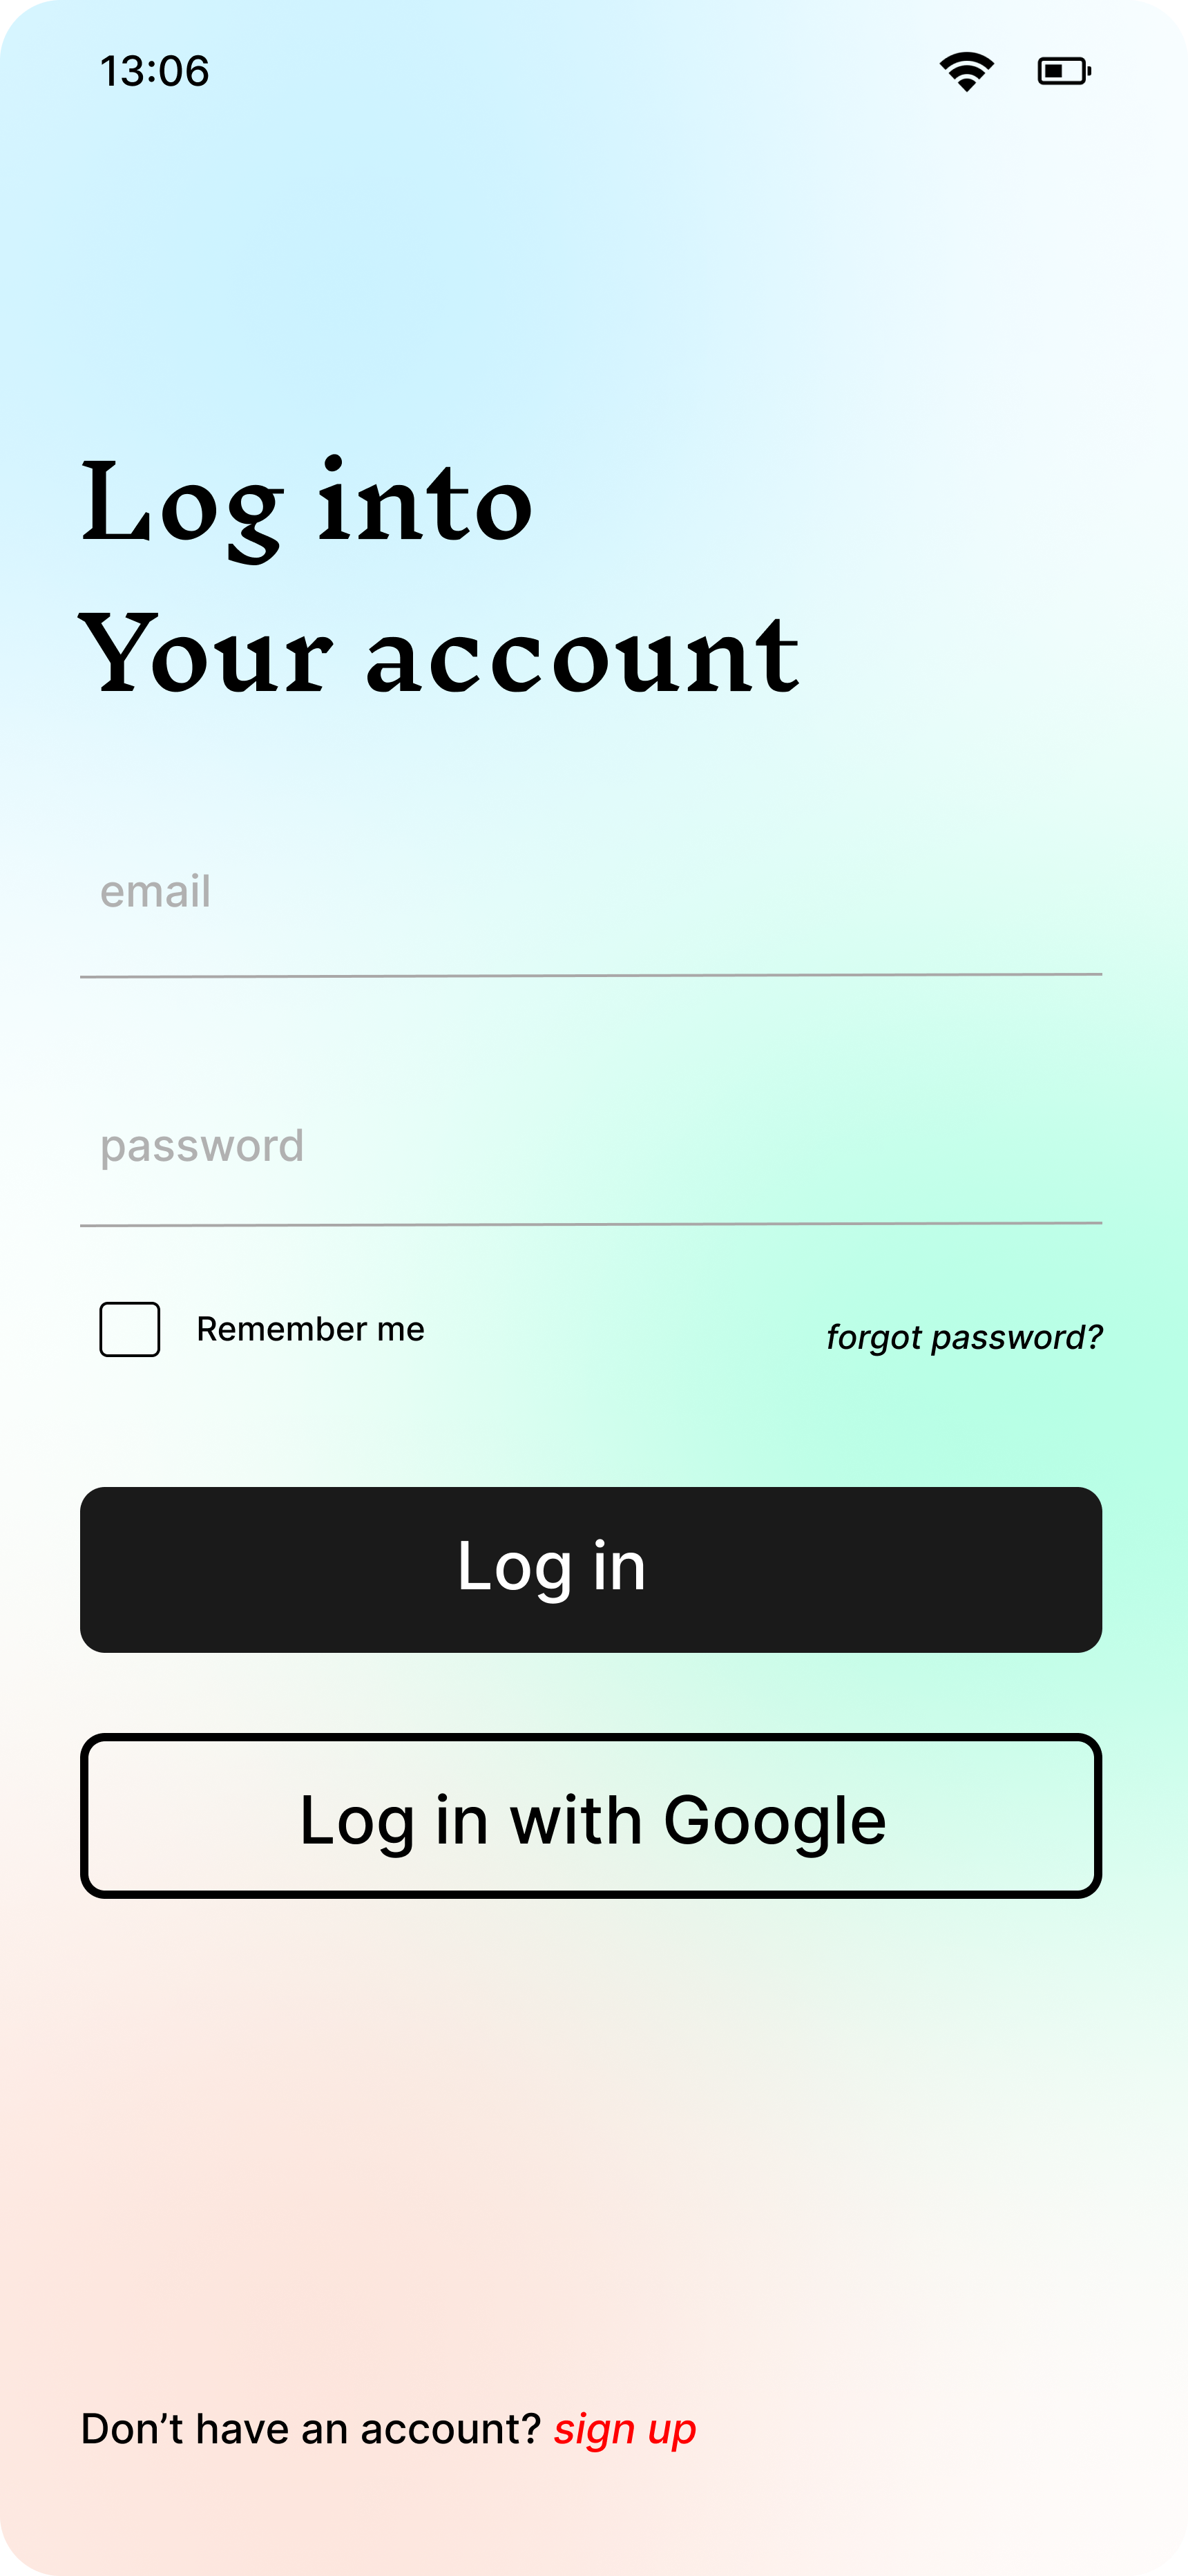 13:06
Log into
Your account
email
password
Remember me
forgot password?
Log in
Log in with Google
Don’t have an account? sign up